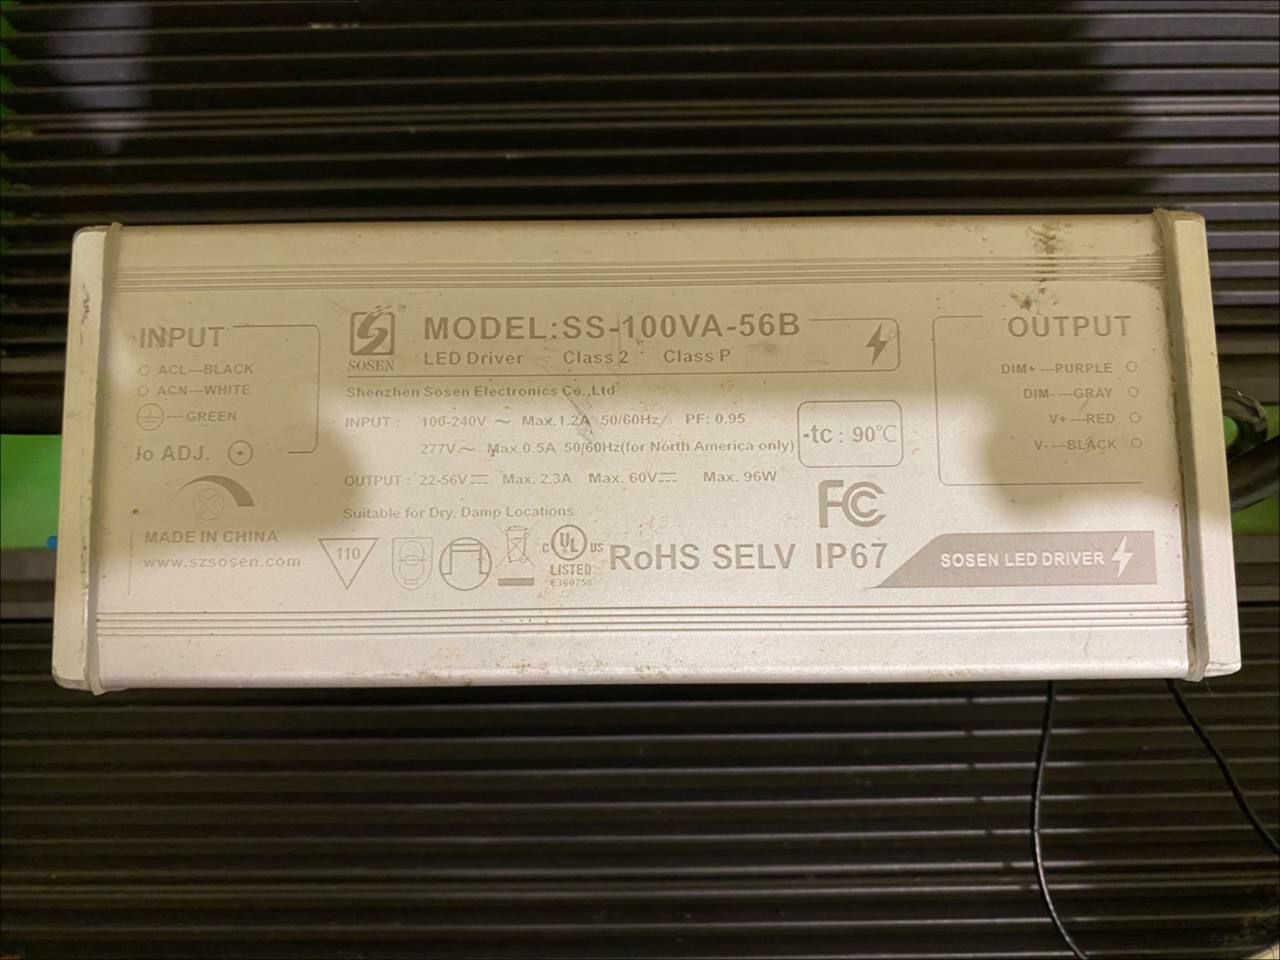 INPUT
ACL---BLACK
ACN---WHITE
---GREEN
Io ADJ.
MADE IN CHINA
www.szsosen.com
SOSEN
MODEL:SS-100VA-56B
LED Driver Class 2 Class P
Shenzhen Sosen Electronics Co.,Ltd
INPUT : 100-240V ~ Max.1.2A 50/60Hz/ PF: 0.95
277V ~ Max.0.5A 50/60Hz(for North America only)
-tc : 90℃
OUTPUT : 22-56V⎓ Max. 2.3A Max. 60V⎓ Max. 96W
Suitable for Dry, Damp Locations
FC
110
c UL us
LISTED
E360758
RoHS SELV IP67
OUTPUT
DIM+ ---PURPLE
DIM- ---GRAY
V+ ---RED
V- ---BLACK
SOSEN LED DRIVER